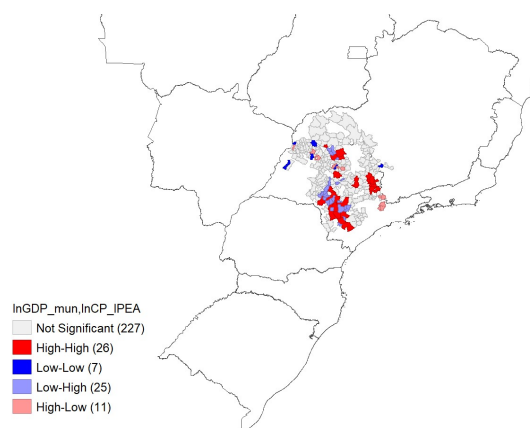 lnGDP_mun,lnCP_IPEA
Not Significant (227)
High-High (26)
Low-Low (7)
Low-High (25)
High-Low (11)